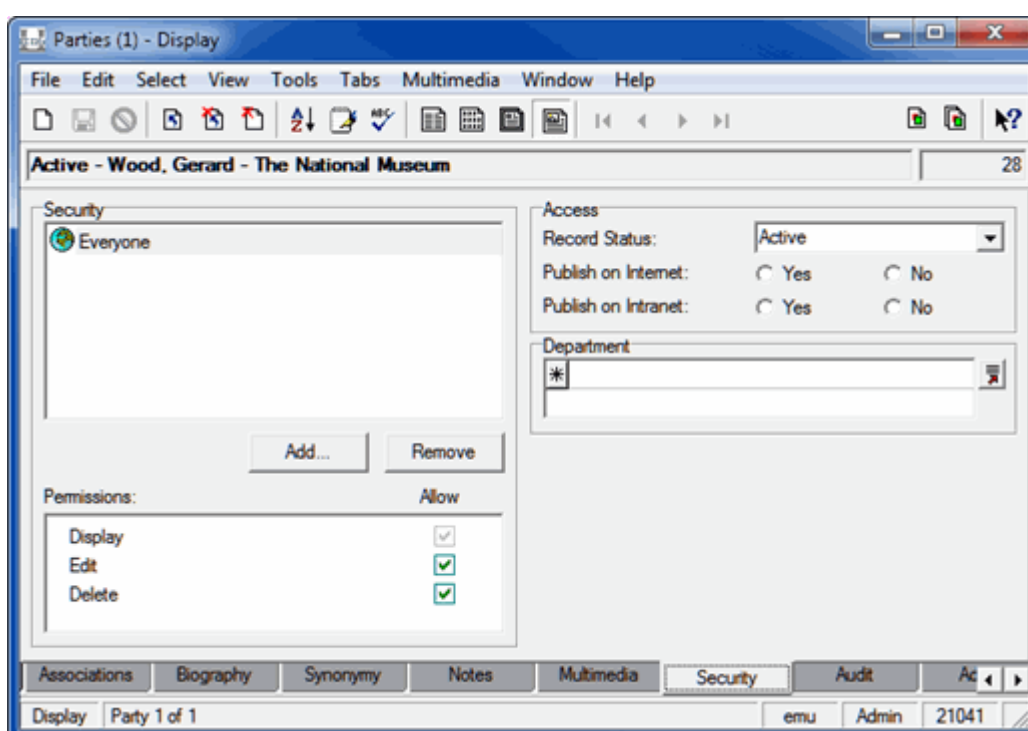 Parties (1) - Display
File Edit Select View Tools Tabs Multimedia Window Help
Active - Wood, Gerard - The National Museum 28
Security
Everyone
Add... Remove
Permissions: Allow
Display
Edit
Delete
Access
Record Status: Active
Publish on Internet: Yes No
Publish on Intranet: Yes No
Department
Associations Biography Synonymy Notes Multimedia Security Audit Ac
Display Party 1 of 1 emu Admin 21041